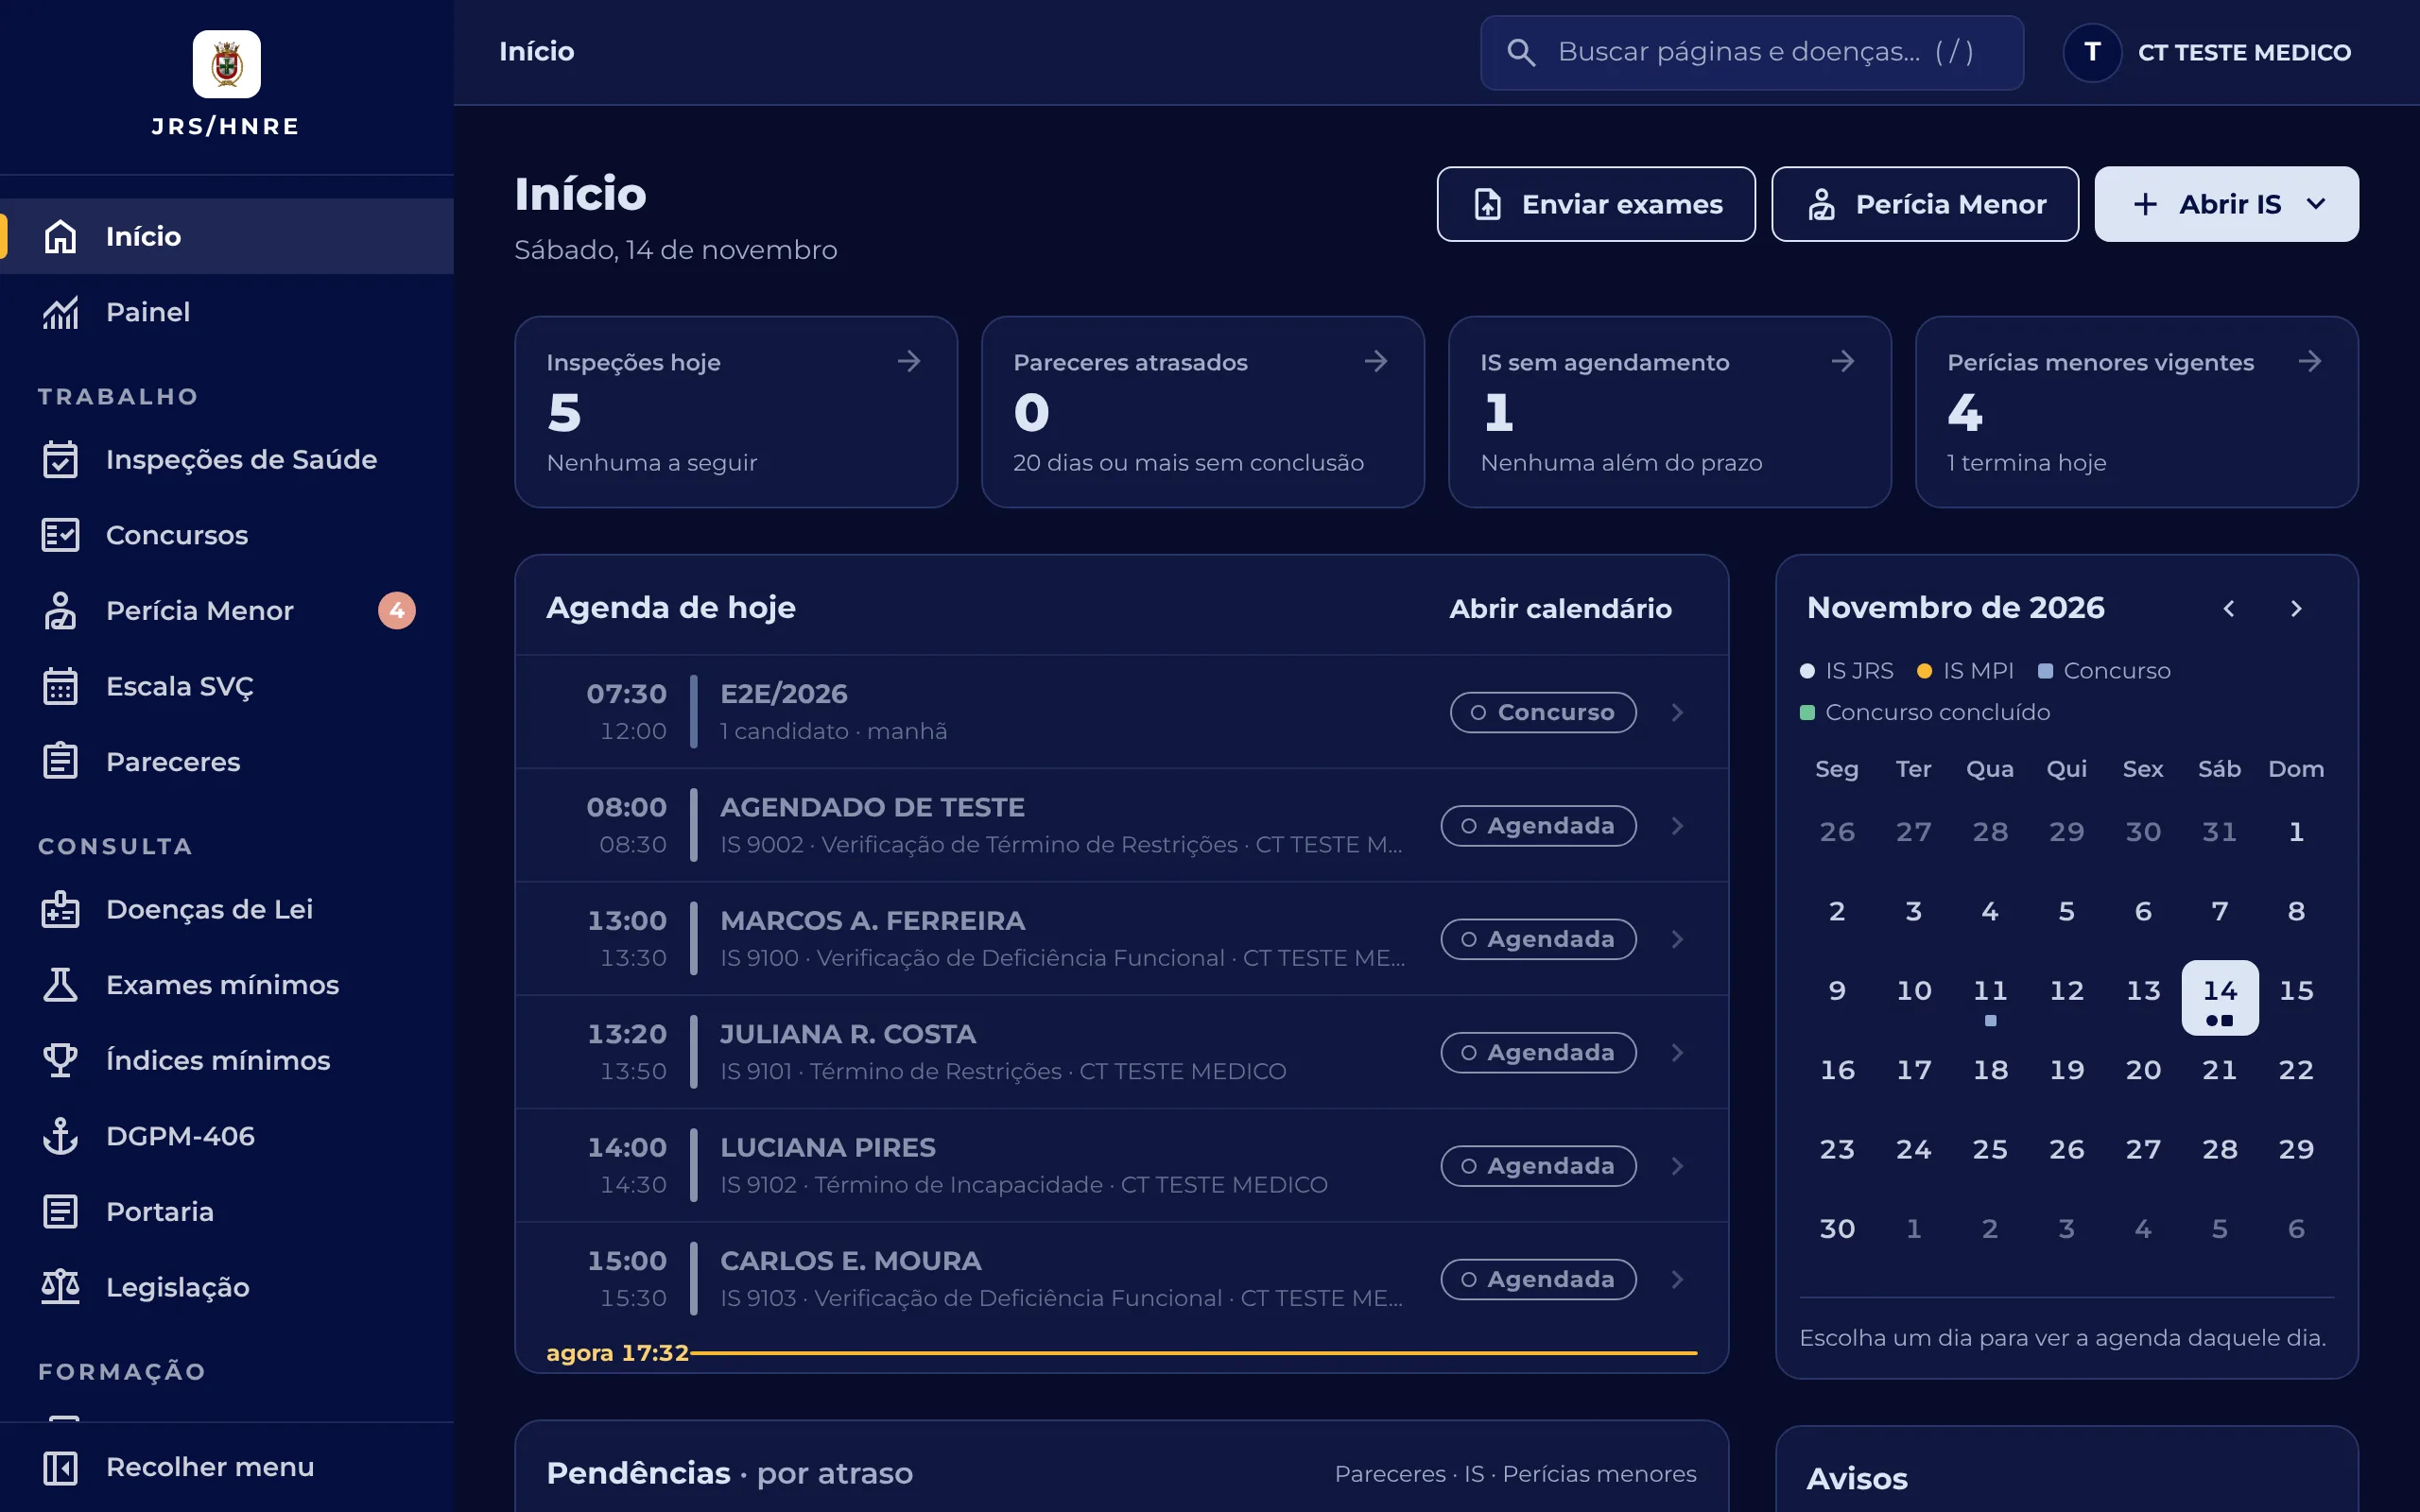 JRS/HNRE
Início
Painel
TRABALHO
Inspeções de Saúde
Concursos
Perícia Menor 4
Escala SVÇ
Pareceres
CONSULTA
Doenças de Lei
Exames mínimos
Índices mínimos
DGPM-406
Portaria
Legislação
FORMAÇÃO
Recolher menu
Início
Buscar páginas e doenças... ( / )
T CT TESTE MEDICO
Início
Sábado, 14 de novembro
Enviar exames
Perícia Menor
+ Abrir IS
Inspeções hoje
5
Nenhuma a seguir
Pareceres atrasados
0
20 dias ou mais sem conclusão
IS sem agendamento
1
Nenhuma além do prazo
Perícias menores vigentes
4
1 termina hoje
Agenda de hoje Abrir calendário
07:30 E2E/2026 Concurso
12:00 1 candidato · manhã
08:00 AGENDADO DE TESTE Agendada
08:30 IS 9002 · Verificação de Término de Restrições · CT TESTE M...
13:00 MARCOS A. FERREIRA Agendada
13:30 IS 9100 · Verificação de Deficiência Funcional · CT TESTE ME...
13:20 JULIANA R. COSTA Agendada
13:50 IS 9101 · Término de Restrições · CT TESTE MEDICO
14:00 LUCIANA PIRES Agendada
14:30 IS 9102 · Término de Incapacidade · CT TESTE MEDICO
15:00 CARLOS E. MOURA Agendada
15:30 IS 9103 · Verificação de Deficiência Funcional · CT TESTE ME...
agora 17:32
Novembro de 2026
IS JRS IS MPI Concurso
Concurso concluído
Seg Ter Qua Qui Sex Sáb Dom
26 27 28 29 30 31 1
2 3 4 5 6 7 8
9 10 11 12 13 14 15
16 17 18 19 20 21 22
23 24 25 26 27 28 29
30 1 2 3 4 5 6
Escolha um dia para ver a agenda daquele dia.
Pendências · por atraso Pareceres · IS · Perícias menores
Avisos